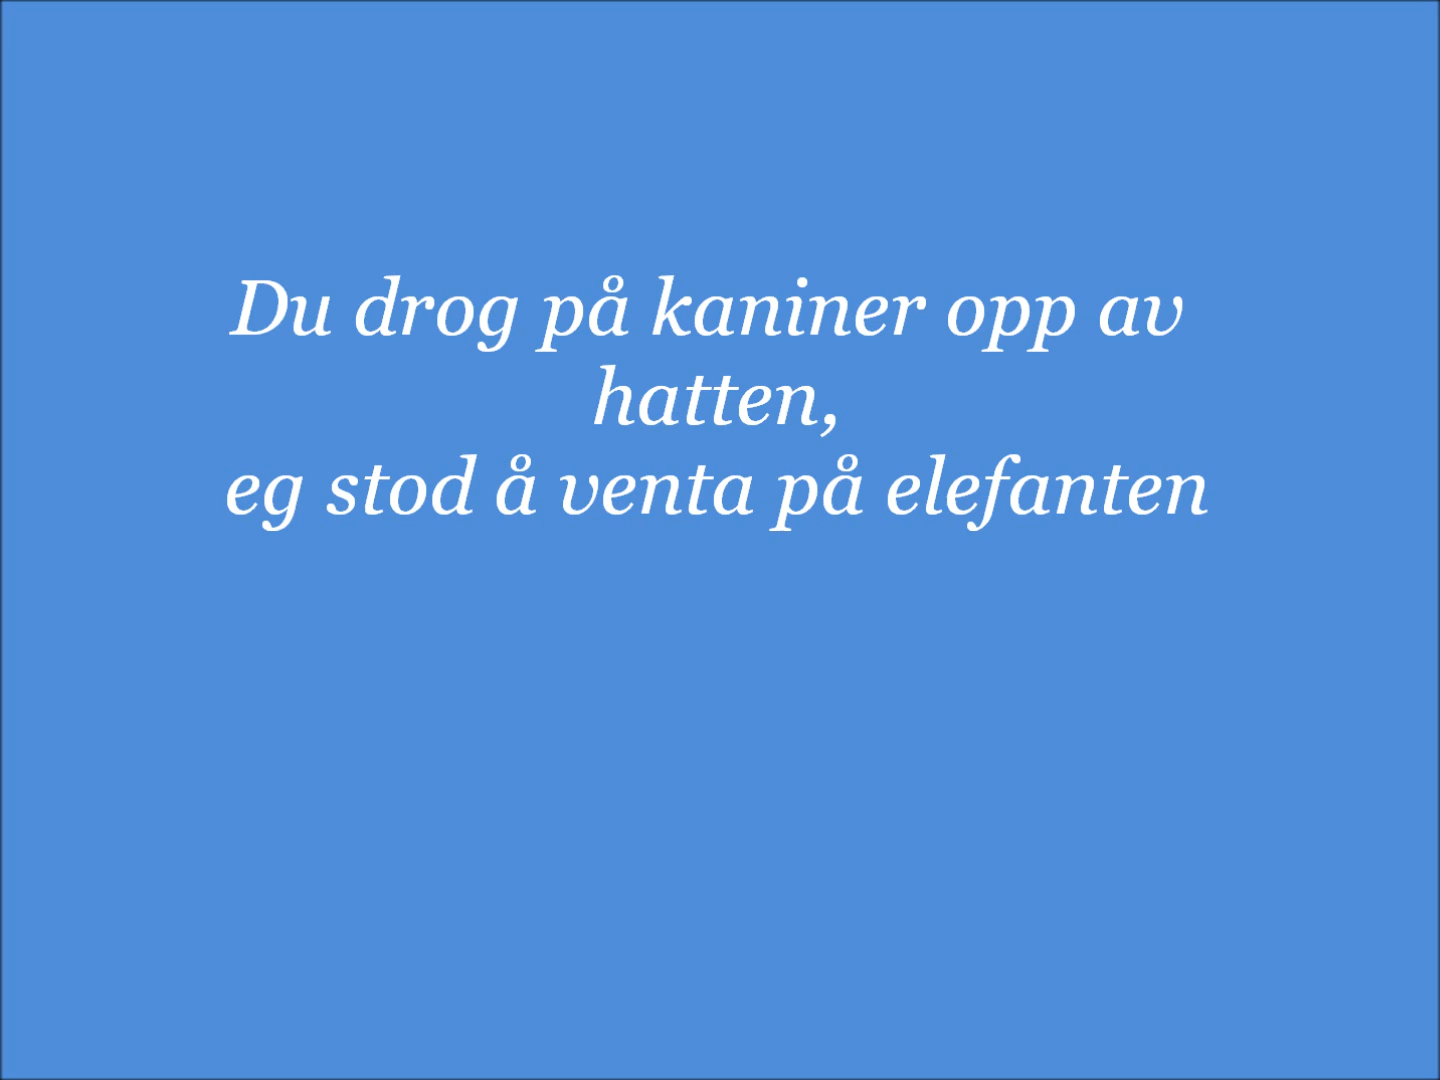 Du drog på kaniner opp av
hatten,
eg stod å venta på elefanten